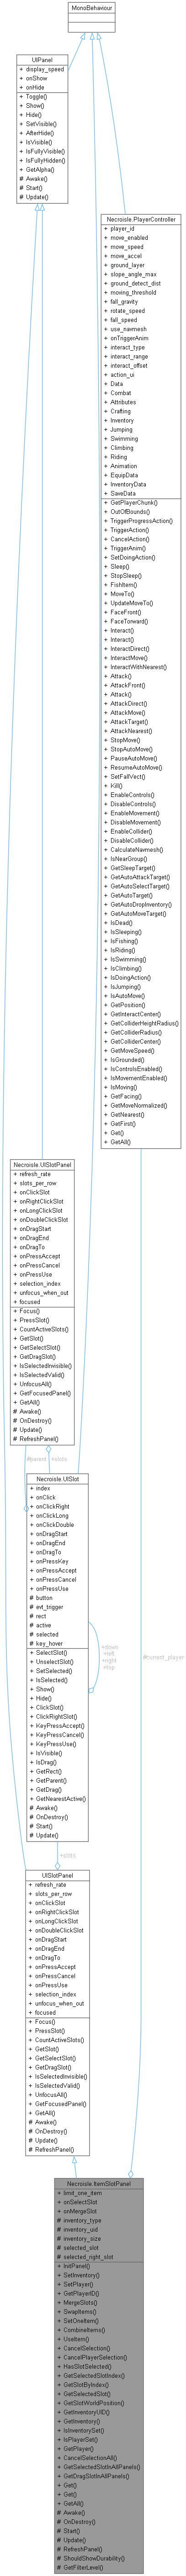 MonoBehaviour
UIPanel
+ display_speed
+ onShow
+ onHide
+ Toggle()
+ Show()
+ Hide()
+ SetVisible()
+ AfterHide()
+ IsVisible()
+ IsFullyVisible()
+ IsFullyHidden()
+ GetAlpha()
# Awake()
# Start()
# Update()
Necroisle.PlayerController
+ player_id
+ move_enabled
+ move_speed
+ move_accel
+ ground_layer
+ slope_angle_max
+ ground_detect_dist
+ moving_threshold
+ fall_gravity
+ rotate_speed
+ fall_speed
+ use_navmesh
+ onTriggerAnim
+ interact_type
+ interact_range
+ interact_offset
+ action_ui
+ Data
+ Combat
+ Attributes
+ Crafting
+ Inventory
+ Jumping
+ Swimming
+ Climbing
+ Riding
+ Animation
+ EquipData
+ InventoryData
+ SaveData
+ GetPlayerChunk()
+ OutOfBounds()
+ TriggerProgressAction()
+ TriggerAction()
+ CancelAction()
+ TriggerAnim()
+ SetDoingAction()
+ Sleep()
+ StopSleep()
+ FishItem()
+ MoveTo()
+ UpdateMoveTo()
+ FaceFront()
+ FaceTorward()
+ Interact()
+ Interact()
+ InteractDirect()
+ InteractMove()
+ InteractWithNearest()
+ Attack()
+ AttackFront()
+ Attack()
+ AttackDirect()
+ AttackMove()
+ AttackTarget()
+ AttackNearest()
+ StopMove()
+ StopAutoMove()
+ PauseAutoMove()
+ ResumeAutoMove()
+ SetFallVect()
+ Kill()
+ EnableControls()
+ DisableControls()
+ EnableMovement()
+ DisableMovement()
+ EnableCollider()
+ DisableCollider()
+ CalculateNavmesh()
+ IsNearGroup()
+ GetSleepTarget()
+ GetAutoAttackTarget()
+ GetAutoSelectTarget()
+ GetAutoTarget()
+ GetAutoDropInventory()
+ GetAutoMoveTarget()
+ IsDead()
+ IsSleeping()
+ IsFishing()
+ IsRiding()
+ IsSwimming()
+ IsClimbing()
+ IsDoingAction()
+ IsJumping()
+ IsAutoMove()
+ GetPosition()
+ GetInteractCenter()
+ GetColliderHeightRadius()
+ GetColliderRadius()
+ GetColliderCenter()
+ GetMoveSpeed()
+ IsGrounded()
+ IsControlsEnabled()
+ IsMovementEnabled()
+ IsMoving()
+ GetFacing()
+ GetMoveNormalized()
+ GetNearest()
+ GetFirst()
+ Get()
+ GetAll()
Necroisle.UISlotPanel
+ refresh_rate
+ slots_per_row
+ onClickSlot
+ onRightClickSlot
+ onLongClickSlot
+ onDoubleClickSlot
+ onDragStart
+ onDragEnd
+ onDragTo
+ onPressAccept
+ onPressCancel
+ onPressUse
+ selection_index
+ unfocus_when_out
+ focused
+ Focus()
+ PressSlot()
+ CountActiveSlots()
+ GetSlot()
+ GetSelectSlot()
+ GetDragSlot()
+ IsSelectedInvisible()
+ IsSelectedValid()
+ UnfocusAll()
+ GetFocusedPanel()
+ GetAll()
# Awake()
# OnDestroy()
# Update()
# RefreshPanel()
#parent
+slots
Necroisle.UISlot
+ index
+ onClick
+ onClickRight
+ onClickLong
+ onClickDouble
+ onDragStart
+ onDragEnd
+ onDragTo
+ onPressKey
+ onPressAccept
+ onPressCancel
+ onPressUse
# button
# evt_trigger
# rect
# active
# selected
# key_hover
+ SelectSlot()
+ UnselectSlot()
+ SetSelected()
+ IsSelected()
+ Show()
+ Hide()
+ ClickSlot()
+ ClickRightSlot()
+ KeyPressAccept()
+ KeyPressCancel()
+ KeyPressUse()
+ IsVisible()
+ IsDrag()
+ GetRect()
+ GetParent()
+ GetDrag()
+ GetNearestActive()
# Awake()
# OnDestroy()
# Start()
# Update()
+down
+left
+right
+top
#current_player
+slots
UISlotPanel
+ refresh_rate
+ slots_per_row
+ onClickSlot
+ onRightClickSlot
+ onLongClickSlot
+ onDoubleClickSlot
+ onDragStart
+ onDragEnd
+ onDragTo
+ onPressAccept
+ onPressCancel
+ onPressUse
+ selection_index
+ unfocus_when_out
+ focused
+ Focus()
+ PressSlot()
+ CountActiveSlots()
+ GetSlot()
+ GetSelectSlot()
+ GetDragSlot()
+ IsSelectedInvisible()
+ IsSelectedValid()
+ UnfocusAll()
+ GetFocusedPanel()
+ GetAll()
# Awake()
# OnDestroy()
# Update()
# RefreshPanel()
Necroisle.ItemSlotPanel
+ limit_one_item
+ onSelectSlot
+ onMergeSlot
# inventory_type
# inventory_uid
# inventory_size
# selected_slot
# selected_right_slot
+ InitPanel()
+ SetInventory()
+ SetPlayer()
+ GetPlayerID()
+ MergeSlots()
+ SwapItems()
+ SetOneItem()
+ CombineItems()
+ UseItem()
+ CancelSelection()
+ CancelPlayerSelection()
+ HasSlotSelected()
+ GetSelectedSlotIndex()
+ GetSlotByIndex()
+ GetSelectedSlot()
+ GetSlotWorldPosition()
+ GetInventoryUID()
+ GetInventory()
+ IsInventorySet()
+ IsPlayerSet()
+ GetPlayer()
+ CancelSelectionAll()
+ GetSelectedSlotInAllPanels()
+ GetDragSlotInAllPanels()
+ Get()
+ Get()
+ GetAll()
# Awake()
# OnDestroy()
# Start()
# Update()
# RefreshPanel()
# ShouldShowDurability()
# GetFilterLevel()